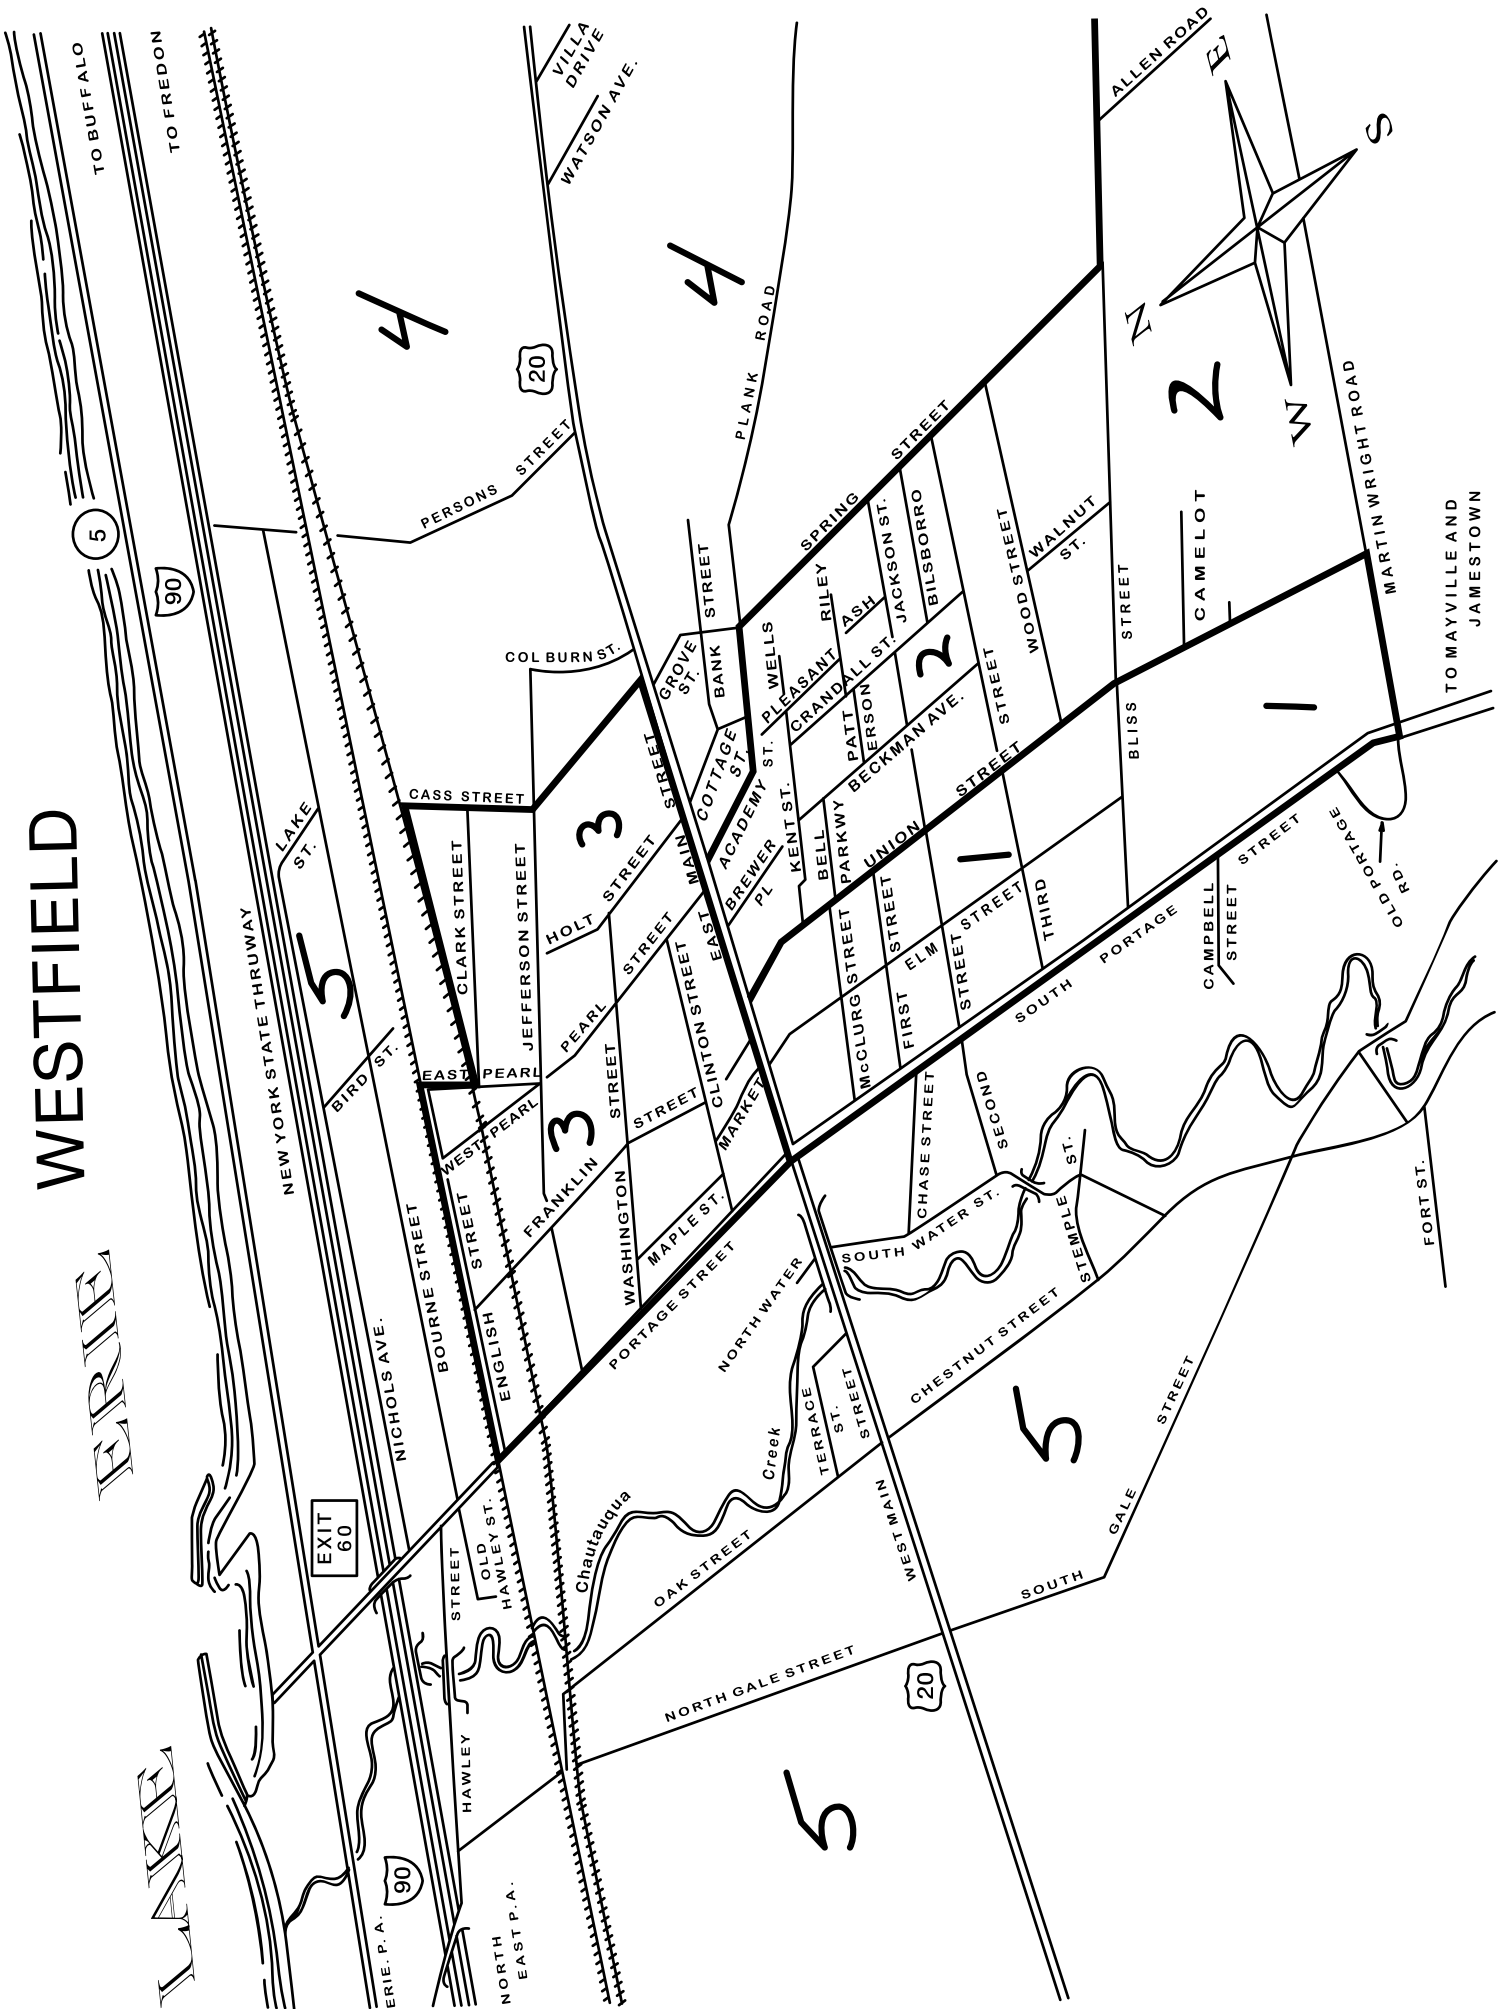 WESTFIELD
LAKE ERIE
TO BUFFALO
TO FREDON
5
90
NEW YORK STATE THRUWAY
LAKE
ST.
5
BIRD ST.
4
4
20
VILLA
DRIVE
WATSON AVE.
PERSONS STREET
PLANK ROAD
ALLEN ROAD
N
E
S
W
2
MARTIN WRIGHT ROAD
CAMELOT
TO MAYVILLE AND
JAMESTOWN
COLBURN ST.
GROVE
ST.
BANK STREET
SPRING STREET
WELLS
RILEY
ASH
JACKSON ST.
BILSBORRO
PLEASANT
CRANDALL ST.
PATT
ERSON
BECKMAN AVE.
2
WOOD STREET
WALNUT
ST.
BLISS STREET
1
CASS STREET
CLARK STREET
JEFFERSON STREET
3
HOLT STREET
EAST MAIN STREET
COTTAGE
ST.
ACADEMY ST.
BREWER
PL
KENT ST.
BELL
PARKWAY
UNION STREET
1
McCLURG STREET
FIRST STREET
ELM STREET
SECOND STREET
THIRD STREET
SOUTH PORTAGE STREET
CAMPBELL
STREET
OLD PORTAGE
RD.
EAST PEARL
PEARL STREET
WEST PEARL
3
CLINTON STREET
MARKET
FRANKLIN STREET
WASHINGTON STREET
MAPLE ST.
PORTAGE STREET
ENGLISH STREET
BOURNE STREET
NICHOLS AVE.
CHASE STREET
SOUTH WATER ST.
STEMPLE ST.
FORT ST.
NORTH WATER
TERRACE
ST.
CHESTNUT STREET
WEST MAIN STREET
5
SOUTH GALE STREET
Chautauqua Creek
OAK STREET
NORTH GALE STREET
20
5
EXIT
60
OLD
HAWLEY ST.
HAWLEY STREET
90
ERIE. P. A.
NORTH
EAST P.A.